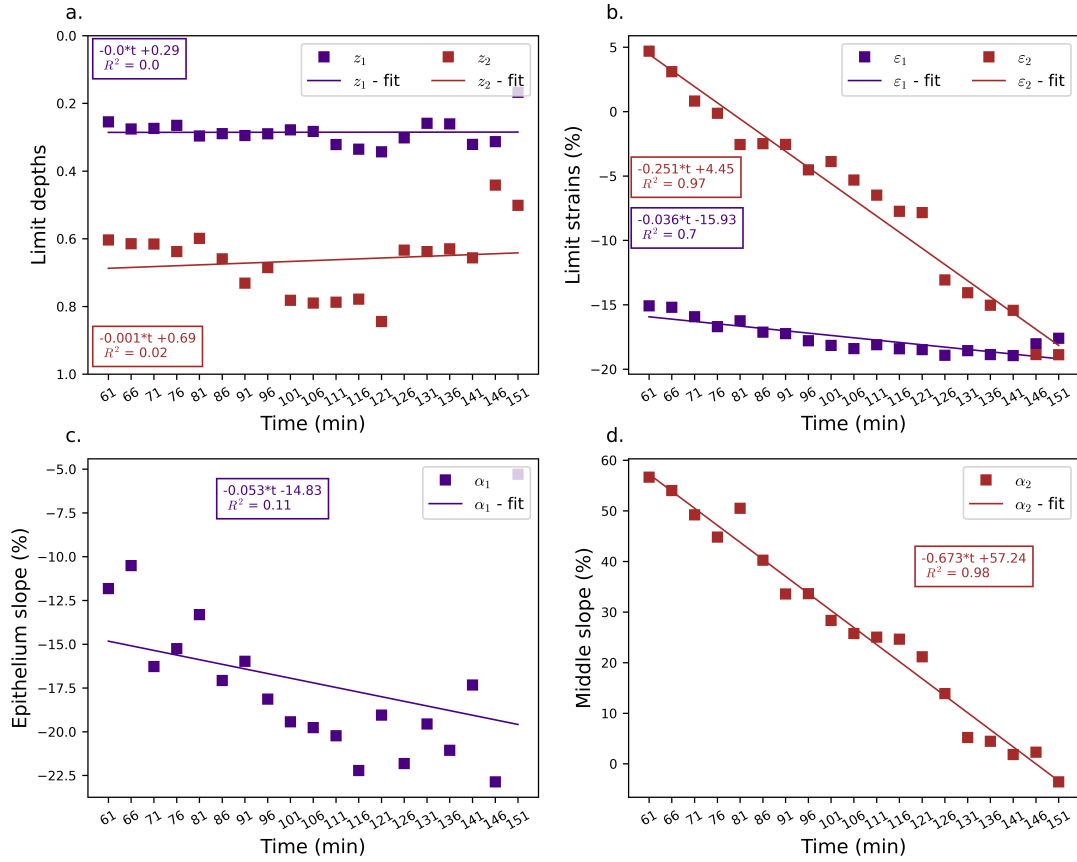 a.
-0.0*t +0.29
R² = 0.0
z₁
z₂
z₁ - fit
z₂ - fit
-0.001*t +0.69
R² = 0.02
0.0
0.2
0.4
0.6
0.8
1.0
Limit depths
61 66 71 76 81 86 91 96 101 106 111 116 121 126 131 136 141 146 151
Time (min)
b.
ε₁
ε₂
ε₁ - fit
ε₂ - fit
-0.251*t +4.45
R² = 0.97
-0.036*t -15.93
R² = 0.7
5
0
−5
−10
−15
−20
Limit strains (%)
61 66 71 76 81 86 91 96 101 106 111 116 121 126 131 136 141 146 151
Time (min)
c.
-0.053*t -14.83
R² = 0.11
α₁
α₁ - fit
−5.0
−7.5
−10.0
−12.5
−15.0
−17.5
−20.0
−22.5
Epithelium slope (%)
61 66 71 76 81 86 91 96 101 106 111 116 121 126 131 136 141 146 151
Time (min)
d.
α₂
α₂ - fit
-0.673*t +57.24
R² = 0.98
60
50
40
30
20
10
0
Middle slope (%)
61 66 71 76 81 86 91 96 101 106 111 116 121 126 131 136 141 146 151
Time (min)